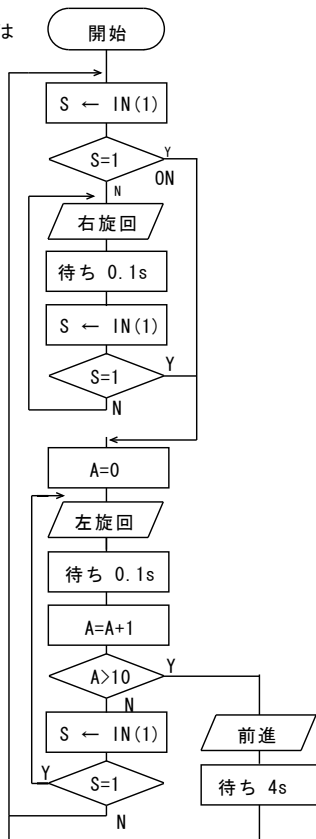 は
開始
S ← IN(1)
S=1
Y
ON
N
右旋回
待ち 0.1s
S ← IN(1)
S=1
Y
N
A=0
左旋回
待ち 0.1s
A=A+1
A>10
Y
N
前進
S ← IN(1)
待ち 4s
S=1
Y
N